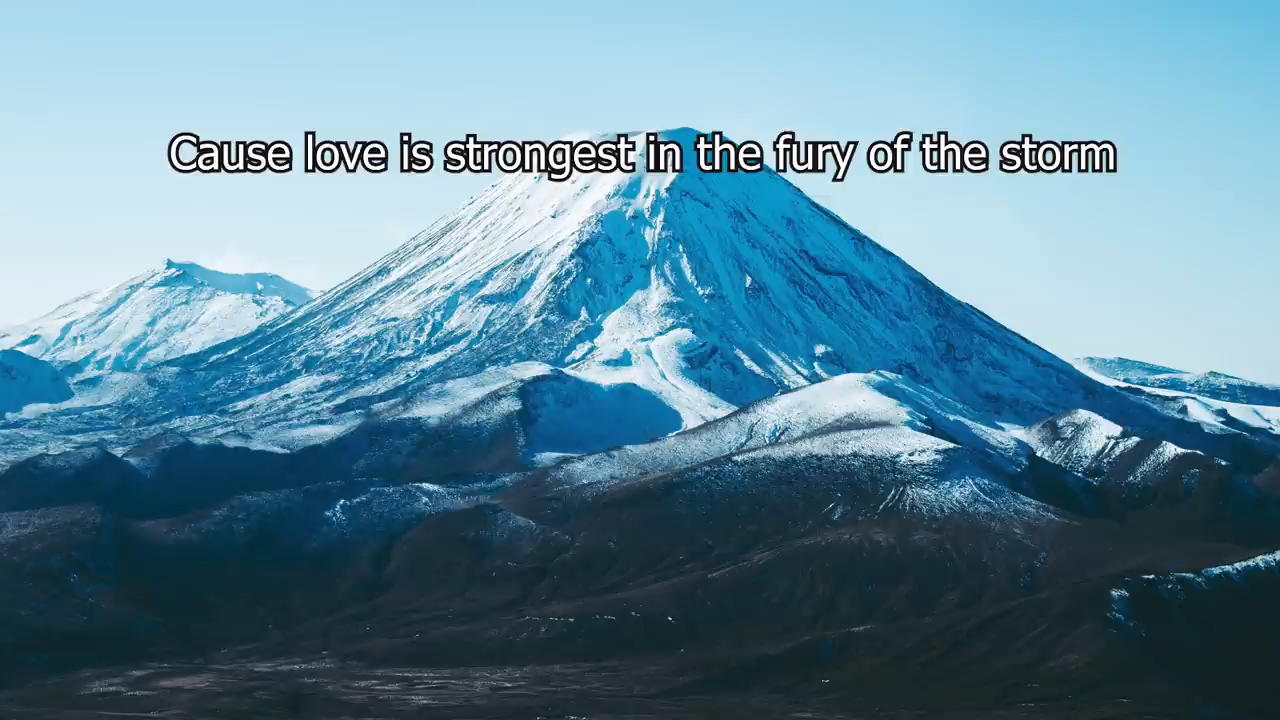 Cause love is strongest in the fury of the storm